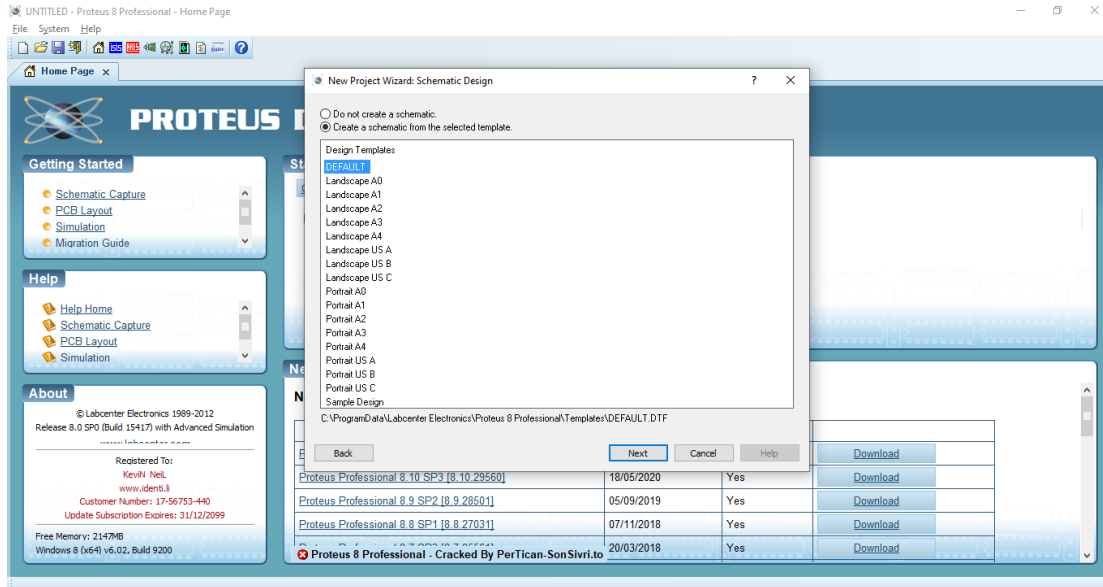 UNTITLED - Proteus 8 Professional - Home Page
File System Help
Home Page x
PROTEUS
Getting Started
Schematic Capture
PCB Layout
Simulation
Migration Guide
Help
Help Home
Schematic Capture
PCB Layout
Simulation
About
© Labcenter Electronics 1989-2012
Release 8.0 SP0 (Build 15417) with Advanced Simulation
Registered To:
KeviN NeiL
www.identi.li
Customer Number: 17-56753-440
Update Subscription Expires: 31/12/2099
Free Memory: 2147MB
Windows 8 (x64) v6.02, Build 9200
New Project Wizard: Schematic Design ? X
Do not create a schematic.
Create a schematic from the selected template.
Design Templates
DEFAULT
Landscape A0
Landscape A1
Landscape A2
Landscape A3
Landscape A4
Landscape US A
Landscape US B
Landscape US C
Portrait A0
Portrait A1
Portrait A2
Portrait A3
Portrait A4
Portrait US A
Portrait US B
Portrait US C
Sample Design
C:\ProgramData\Labcenter Electronics\Proteus 8 Professional\Templates\DEFAULT.DTF
Back Next Cancel Help
Download
Proteus Professional 8.10 SP3 [8.10.29560] 18/05/2020 Yes Download
Proteus Professional 8.9 SP2 [8.9.28501] 05/09/2019 Yes Download
Proteus Professional 8.8 SP1 [8.8.27031] 07/11/2018 Yes Download
20/03/2018 Yes Download
Proteus 8 Professional - Cracked By PerTican-SonSivri.to